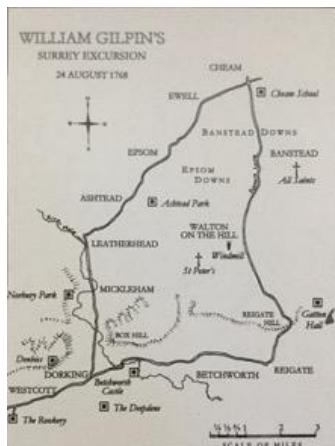 WILLIAM GILPIN'S
SURREY EXCURSION
24 AUGUST 1768
CHEAM
Cheam School
EWELL
BANSTEAD DOWNS
EPSOM
BANSTEAD
EPSOM
DOWNS
All Saints
ASHTEAD
Ashtead Park
WALTON
ON THE HILL
LEATHERHEAD
Windmill
St Peter's
MICKLEHAM
Norbury Park
REIGATE
HILL
Gatton
Hall
BOX HILL
Denbies
DORKING
Betchworth
Castle
BETCHWORTH
REIGATE
WESTCOTT
The Deepdene
The Rookery
SCALE OF MILES